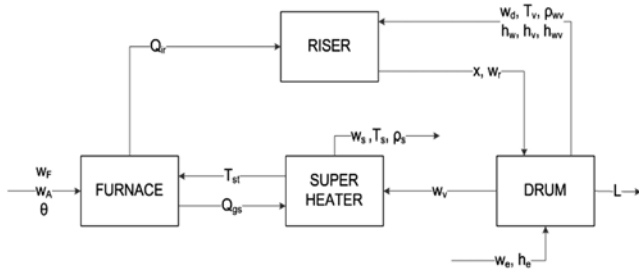 w_d, T_v, ρ_wv
h_w, h_v, h_wv
Q_ir
RISER
x, w_r
w_s ,T_s, ρ_s
w_F
w_A
θ
FURNACE
T_st
Q_gs
SUPER
HEATER
w_v
DRUM
L
w_e, h_e